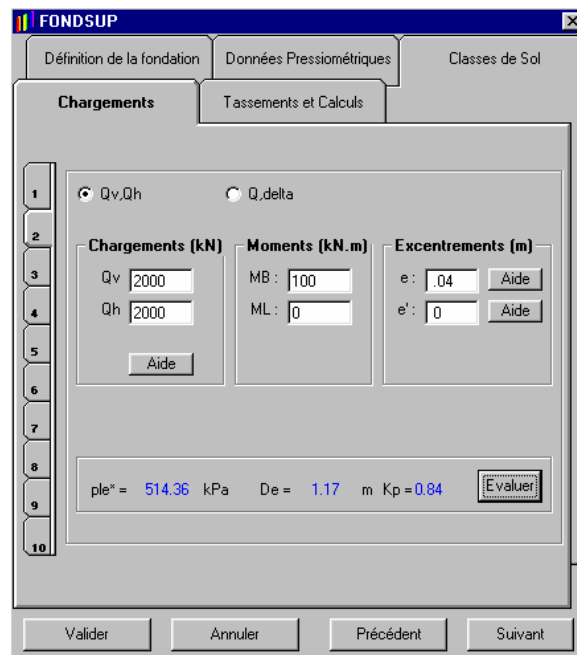 FONDSUP
Définition de la fondation Données Pressiométriques Classes de Sol
Chargements Tassements et Calculs
1
2
3
4
5
6
7
8
9
10
Qv,Qh Q,delta
Chargements (kN) Moments (kN.m) Excentrements (m)
Qv 2000 MB : 100 e : .04 Aide
Qh 2000 ML : 0 e' : 0 Aide
Aide
ple* = 514.36 kPa De = 1.17 m Kp = 0.84 Evaluer
Valider Annuler Précédent Suivant